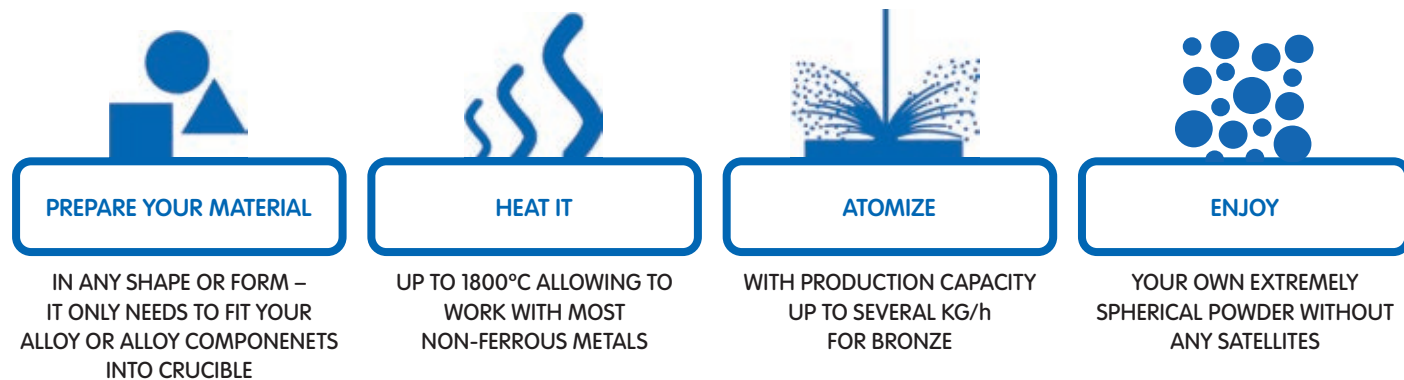 PREPARE YOUR MATERIAL
IN ANY SHAPE OR FORM –
IT ONLY NEEDS TO FIT YOUR
ALLOY OR ALLOY COMPONENETS
INTO CRUCIBLE
HEAT IT
UP TO 1800°C ALLOWING TO
WORK WITH MOST
NON-FERROUS METALS
ATOMIZE
WITH PRODUCTION CAPACITY
UP TO SEVERAL KG/h
FOR BRONZE
ENJOY
YOUR OWN EXTREMELY
SPHERICAL POWDER WITHOUT
ANY SATELLITES